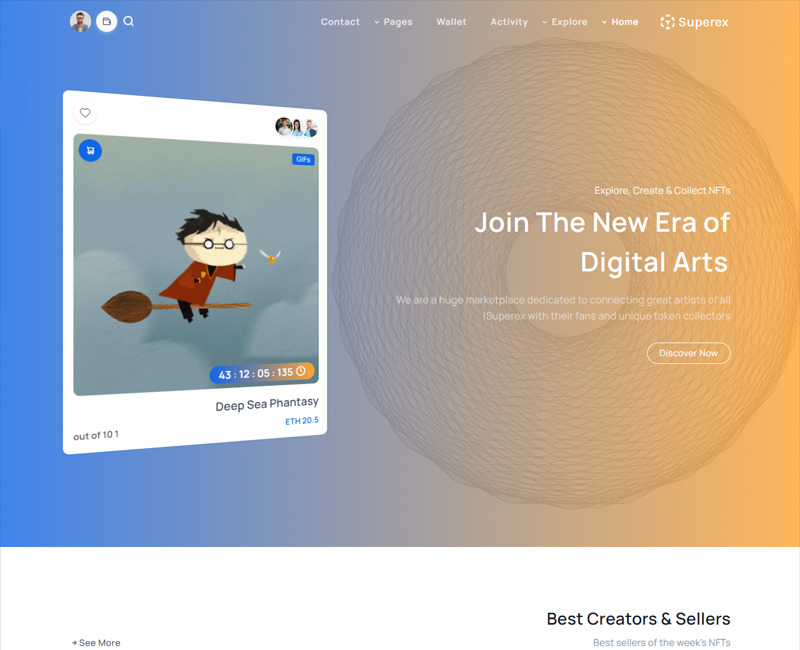 Superex
Home
Explore
Activity
Wallet
Pages
Contact
Explore, Create & Collect NFTs
Join The New Era of
Digital Arts
We are a huge marketplace dedicated to connecting great artists of all
!Superex with their fans and unique token collectors
Discover Now
GIFs
43 : 12 : 05 : 135
Deep Sea Phantasy
ETH 20.5
out of 10 1
Best Creators & Sellers
Best sellers of the week's NFTs
See More